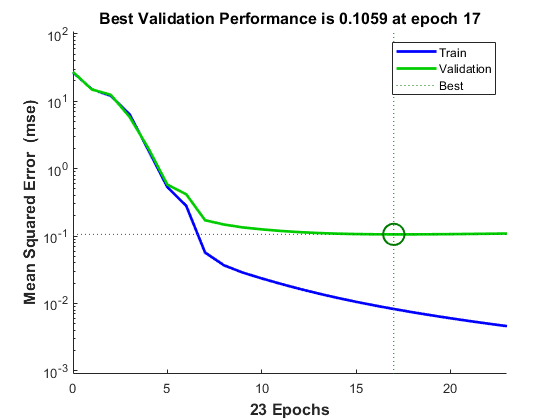 Best Validation Performance is 0.1059 at epoch 17
Mean Squared Error (mse)
10^2
10^1
10^0
10^-1
10^-2
10^-3
Train
Validation
Best
0 5 10 15 20
23 Epochs